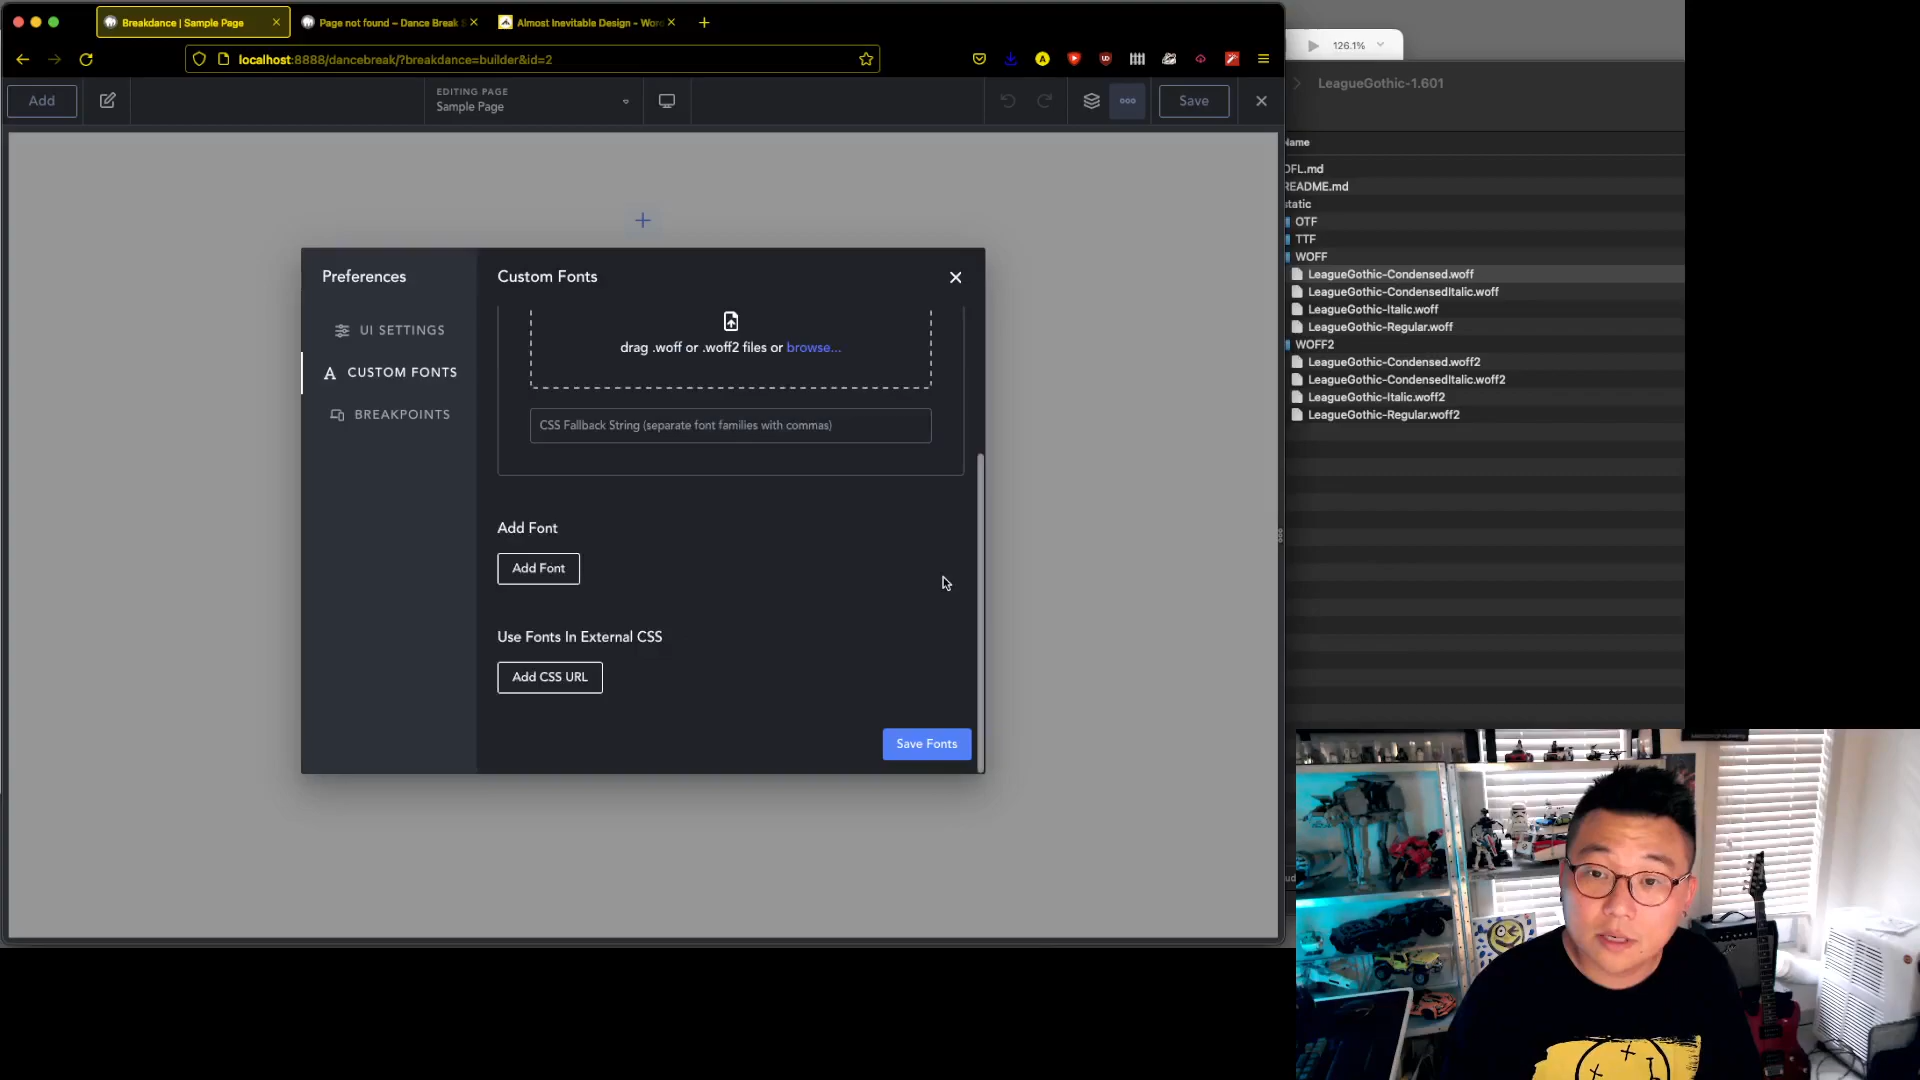 Breakdance | Sample Page
Page not found – Dance Break
Almost Inevitable Design - Wor
localhost:8888/dancebreak/?breakdance=builder&id=2
126.1%
Add
EDITING PAGE
Sample Page
Save
LeagueGothic-1.601
Name
OFL.md
README.md
static
OTF
TTF
WOFF
LeagueGothic-Condensed.woff
LeagueGothic-CondensedItalic.woff
LeagueGothic-Italic.woff
LeagueGothic-Regular.woff
WOFF2
LeagueGothic-Condensed.woff2
LeagueGothic-CondensedItalic.woff2
LeagueGothic-Italic.woff2
LeagueGothic-Regular.woff2
Preferences
UI SETTINGS
CUSTOM FONTS
BREAKPOINTS
Custom Fonts
drag .woff or .woff2 files or browse...
CSS Fallback String (separate font families with commas)
Add Font
Add Font
Use Fonts In External CSS
Add CSS URL
Save Fonts